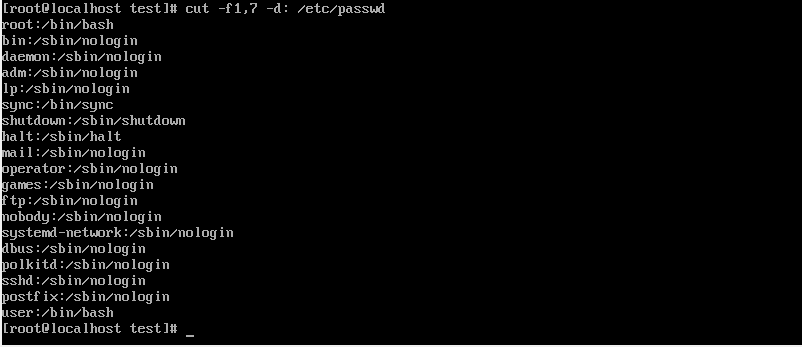 [root@localhost test]# cut -f1,7 -d: /etc/passwd
root:/bin/bash
bin:/sbin/nologin
daemon:/sbin/nologin
adm:/sbin/nologin
lp:/sbin/nologin
sync:/bin/sync
shutdown:/sbin/shutdown
halt:/sbin/halt
mail:/sbin/nologin
operator:/sbin/nologin
games:/sbin/nologin
ftp:/sbin/nologin
nobody:/sbin/nologin
systemd-network:/sbin/nologin
dbus:/sbin/nologin
polkitd:/sbin/nologin
sshd:/sbin/nologin
postfix:/sbin/nologin
user:/bin/bash
[root@localhost test]# _